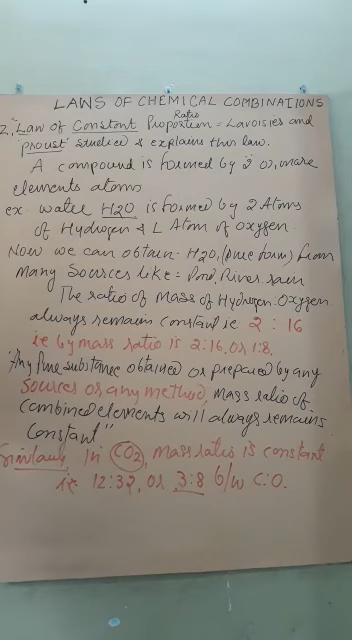 LAWS OF CHEMICAL COMBINATIONS
Ratio
2. Law of Constant Proportion = Lavoisies and
proust studied & explains this law.
A compound is formed by 2 or more
elements atoms
ex. water H2O is formed by 2 Atoms
of Hydrogen & 1 Atom of Oxygen.
Now we can obtain H2O, (pure form) from
many sources like = Pond, River, rain
The ratio of Mass of Hydrogen: Oxygen
always remain constant ie 2 : 16
ie by mass ratio is 2:16, or 1:8.
"Any Pure substance obtained or prepared by any
sources or any method, mass ratio of
combined elements will always remains
Constant"
Similarly, in CO2, mass ratio is constant
ie 12:32, or 3:8 b/w C:O.